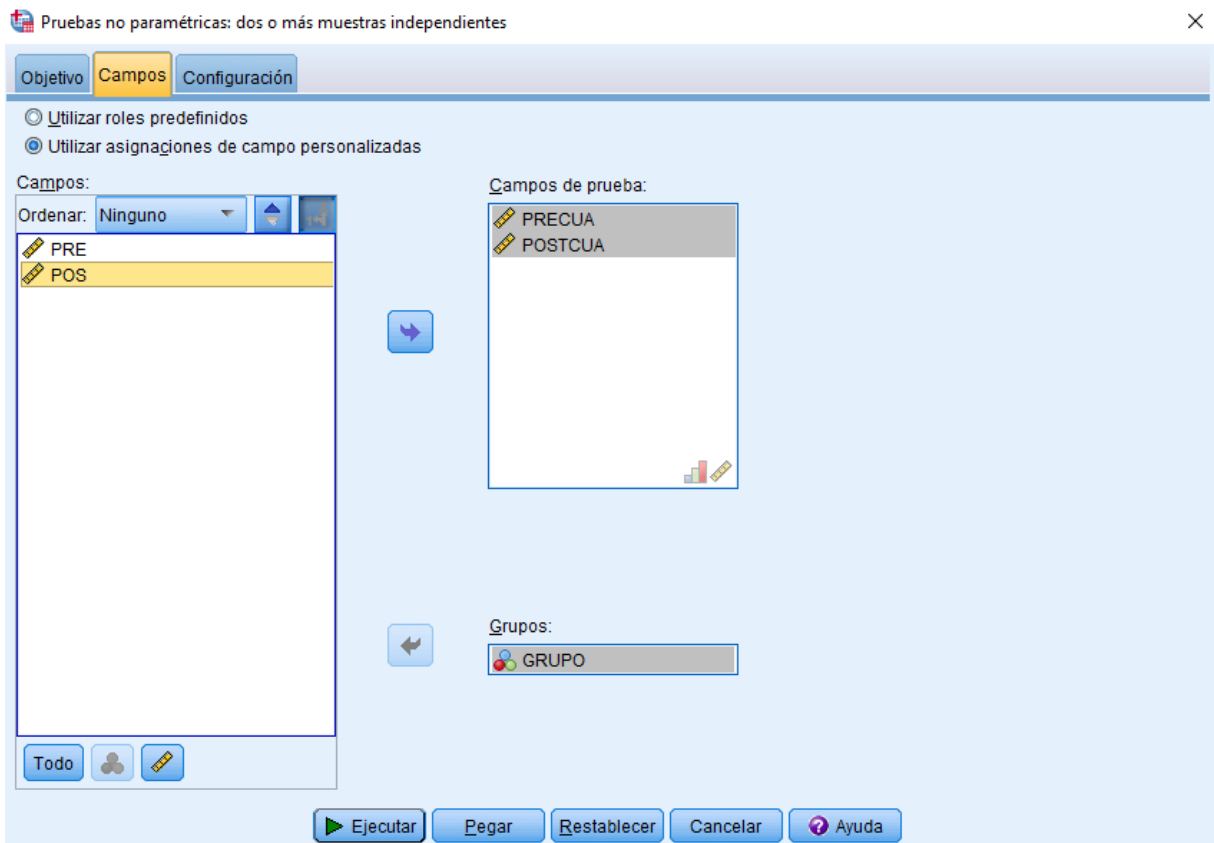 Pruebas no paramétricas: dos o más muestras independientes
Objetivo Campos Configuración
Utilizar roles predefinidos
Utilizar asignaciones de campo personalizadas
Campos:
Ordenar: Ninguno
PRE
POS
Todo
Campos de prueba:
PRECUA
POSTCUA
Grupos:
GRUPO
Ejecutar Pegar Restablecer Cancelar Ayuda